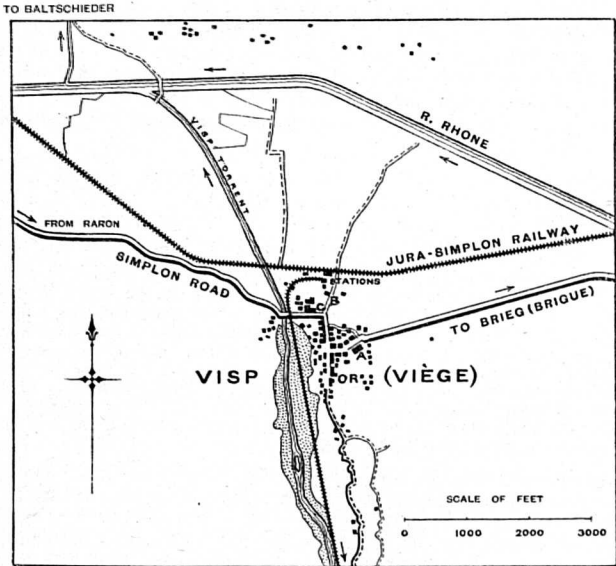 TO BALTSCHIEDER
R. RHONE
VISP TORRENT
FROM RARON
JURA-SIMPLON RAILWAY
SIMPLON ROAD
STATIONS
B
C
TO BRIEG (BRIGUE)
A
VISP OR (VIÈGE)
SCALE OF FEET
0 1000 2000 3000